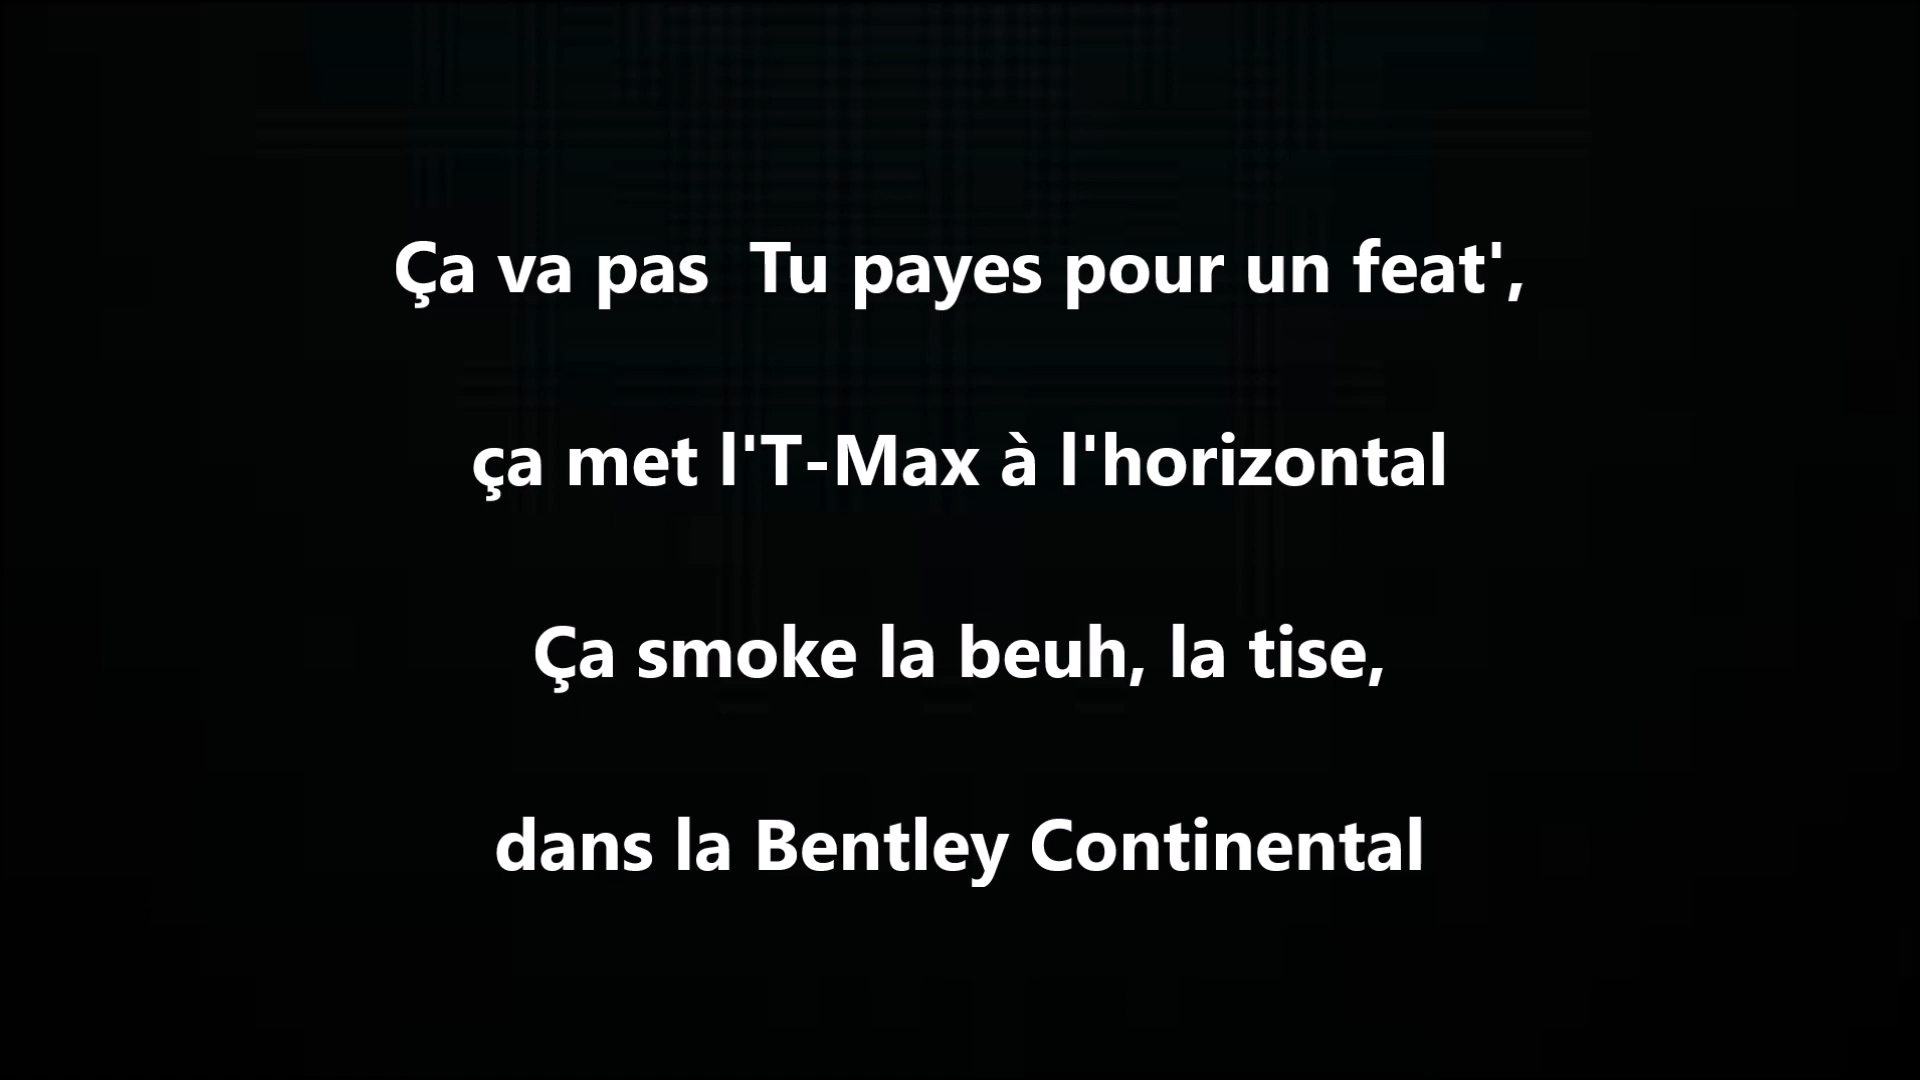 Ça va pas  Tu payes pour un feat',
ça met l'T-Max à l'horizontal
Ça smoke la beuh, la tise,
dans la Bentley Continental